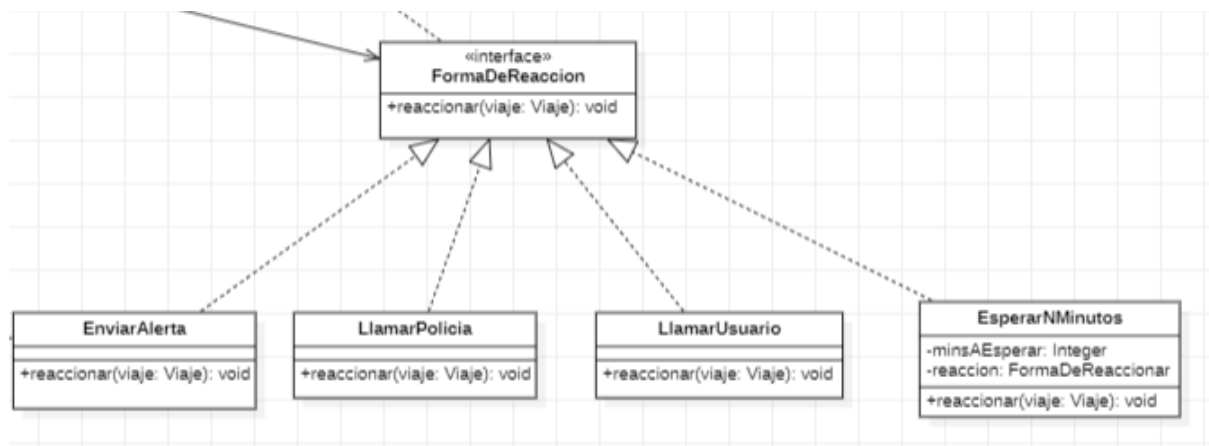 «interface»
FormaDeReaccion
+reaccionar(viaje: Viaje): void
EnviarAlerta
+reaccionar(viaje: Viaje): void
LlamarPolicia
+reaccionar(viaje: Viaje): void
LlamarUsuario
+reaccionar(viaje: Viaje): void
EsperarNMinutos
-minsAEsperar: Integer
-reaccion: FormaDeReaccionar
+reaccionar(viaje: Viaje): void